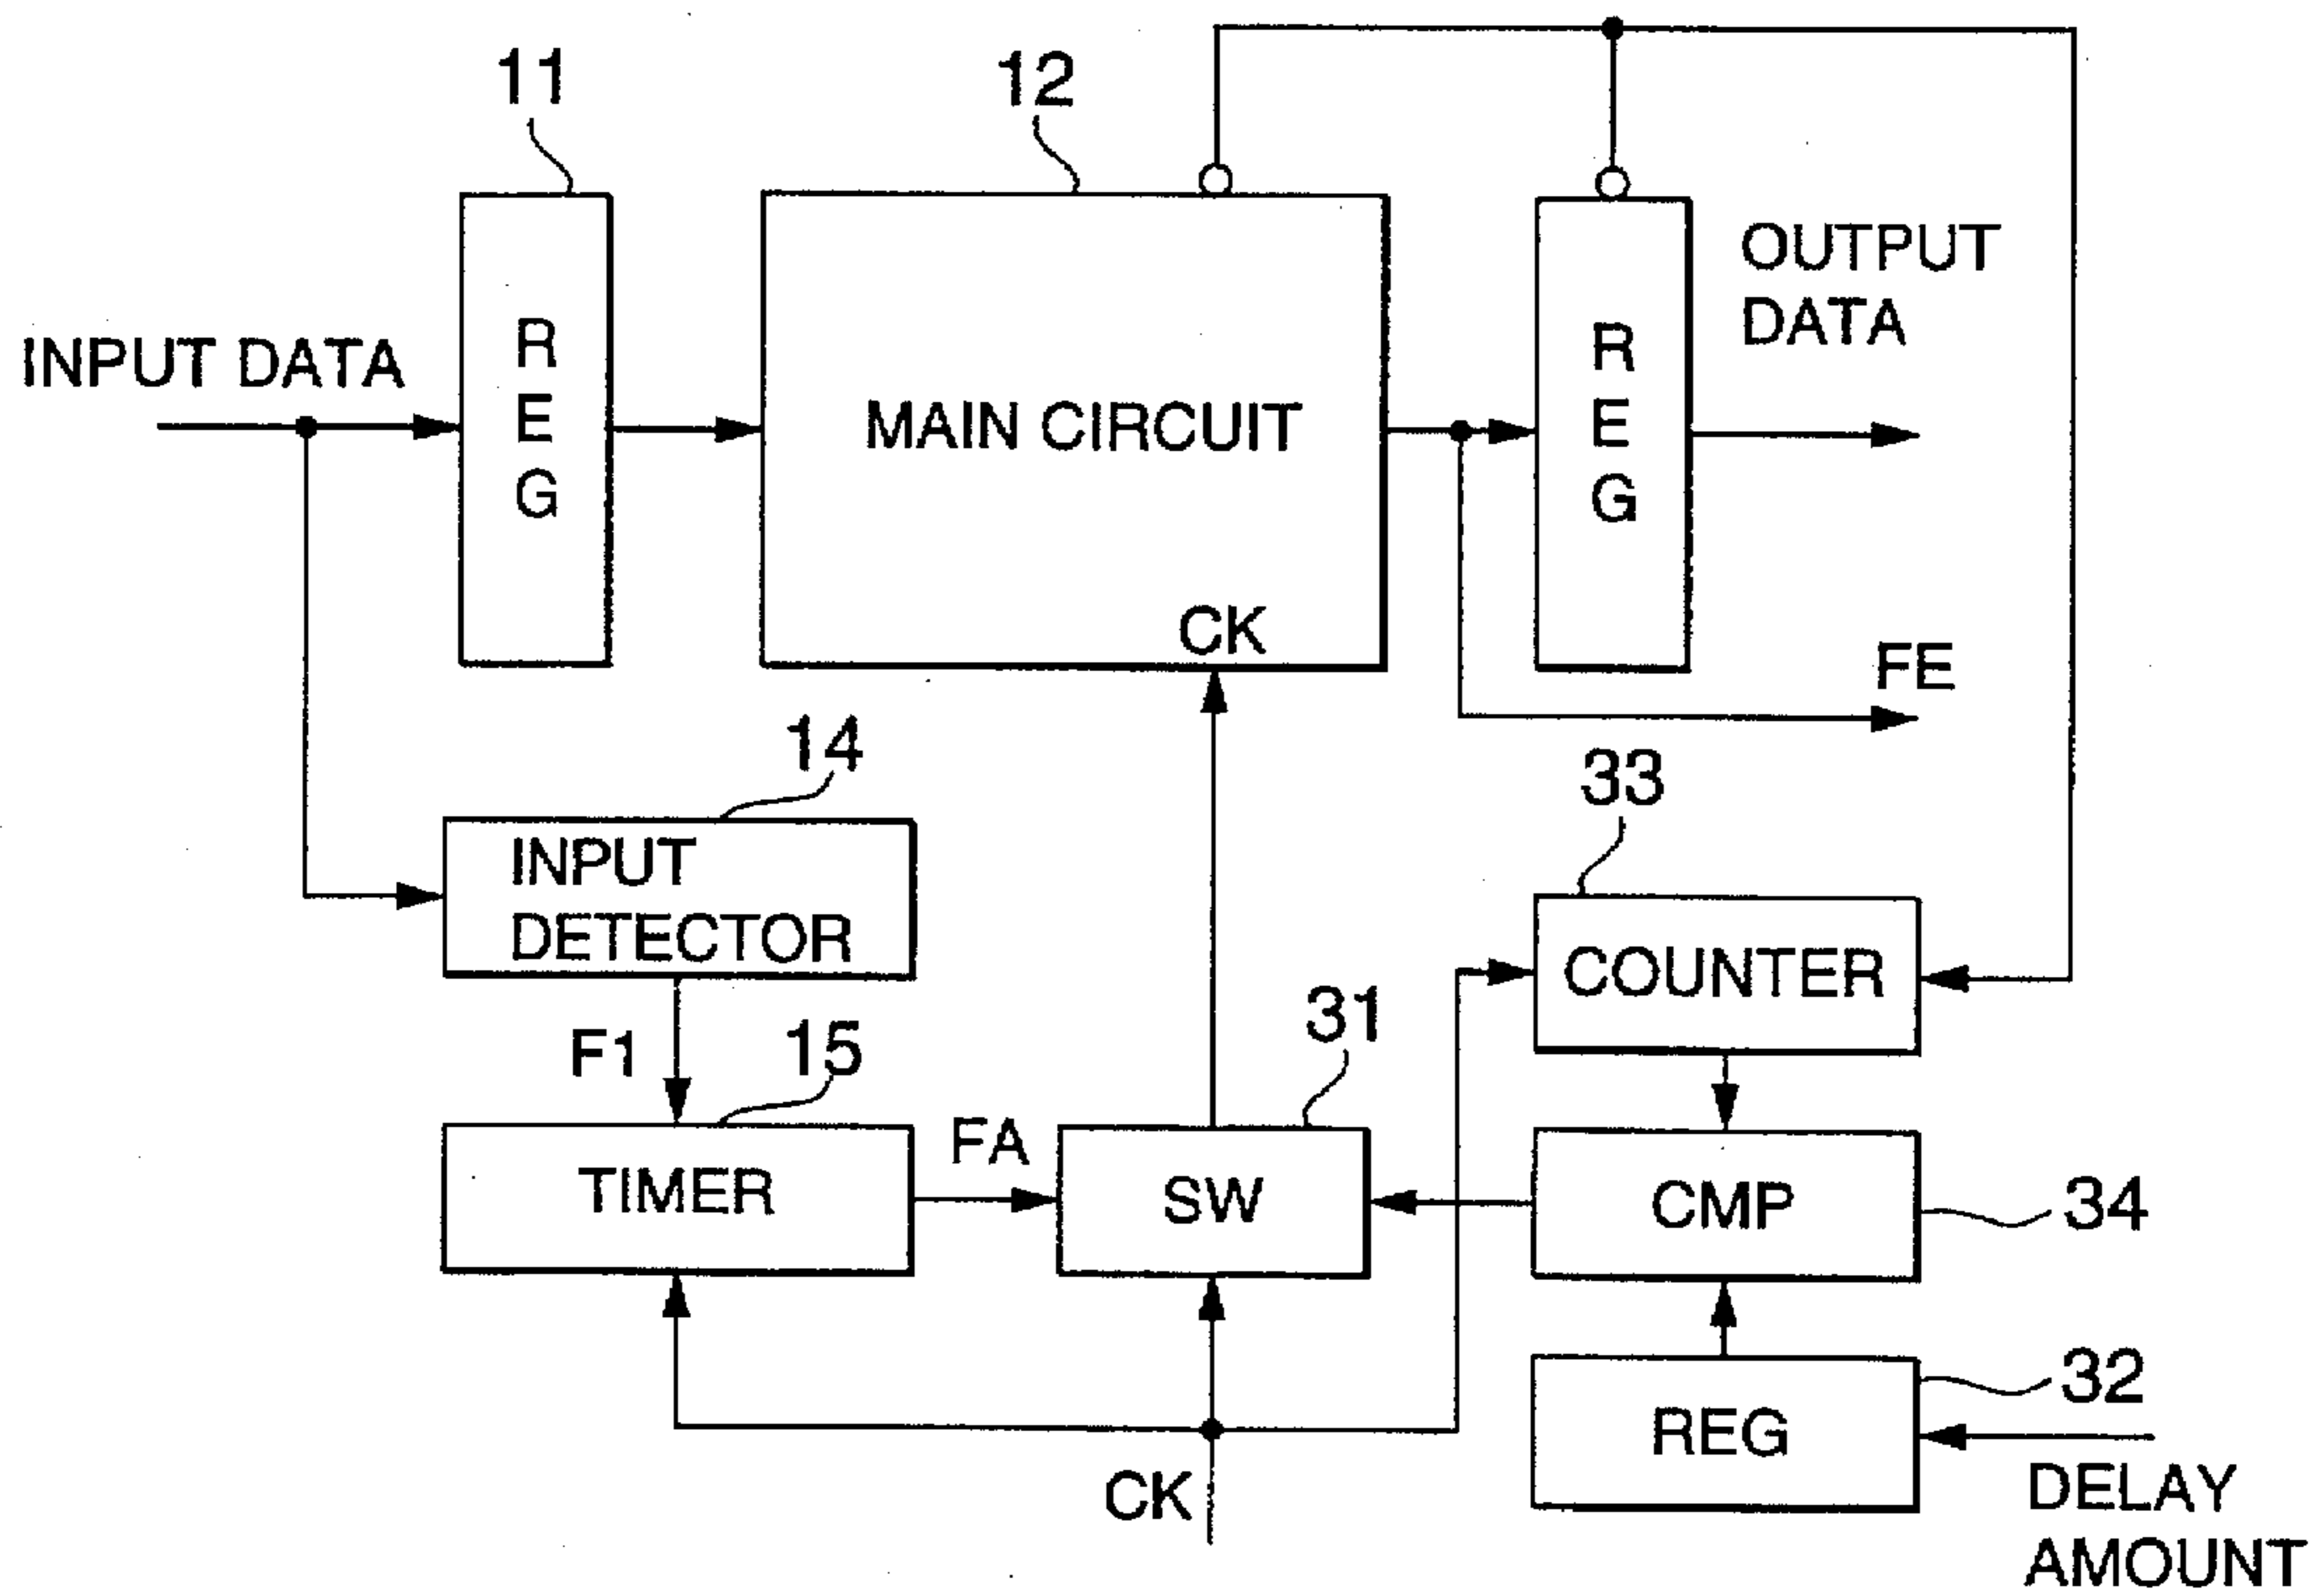 11
12
INPUT DATA
R
E
G
MAIN CIRCUIT
CK
R
E
G
OUTPUT
DATA
FE
14
INPUT
DETECTOR
F1
15
TIMER
FA
31
SW
33
COUNTER
CMP
34
32
REG
CK
DELAY
AMOUNT